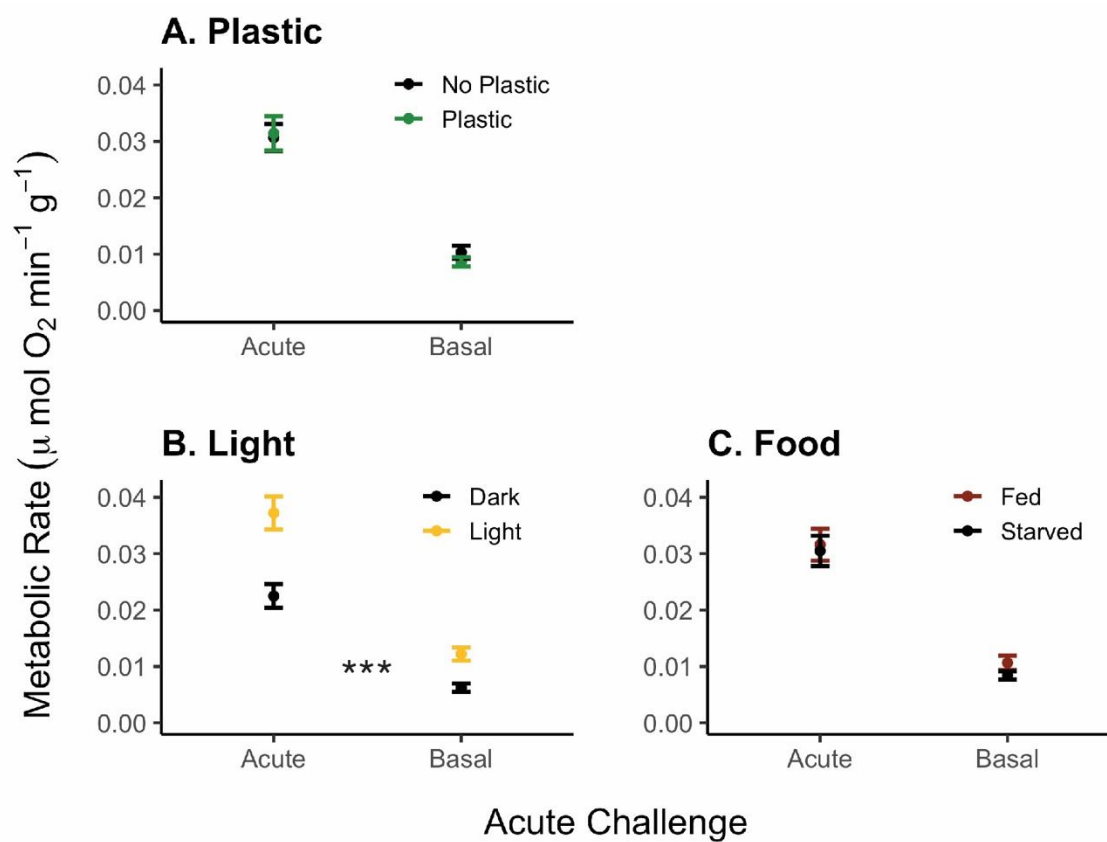 A. Plastic
No Plastic
Plastic
0.04
0.03
0.02
0.01
0.00
Acute Basal
Metabolic Rate (μ mol O₂ min⁻¹ g⁻¹)
B. Light
Dark
Light
0.04
0.03
0.02
0.01
0.00
***
Acute Basal
C. Food
Fed
Starved
0.04
0.03
0.02
0.01
0.00
Acute Basal
Acute Challenge